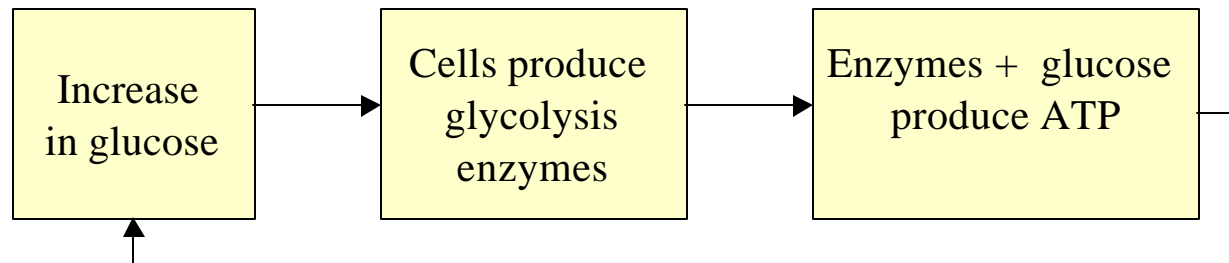 Increase
in glucose
Cells produce
glycolysis
enzymes
Enzymes + glucose
produce ATP